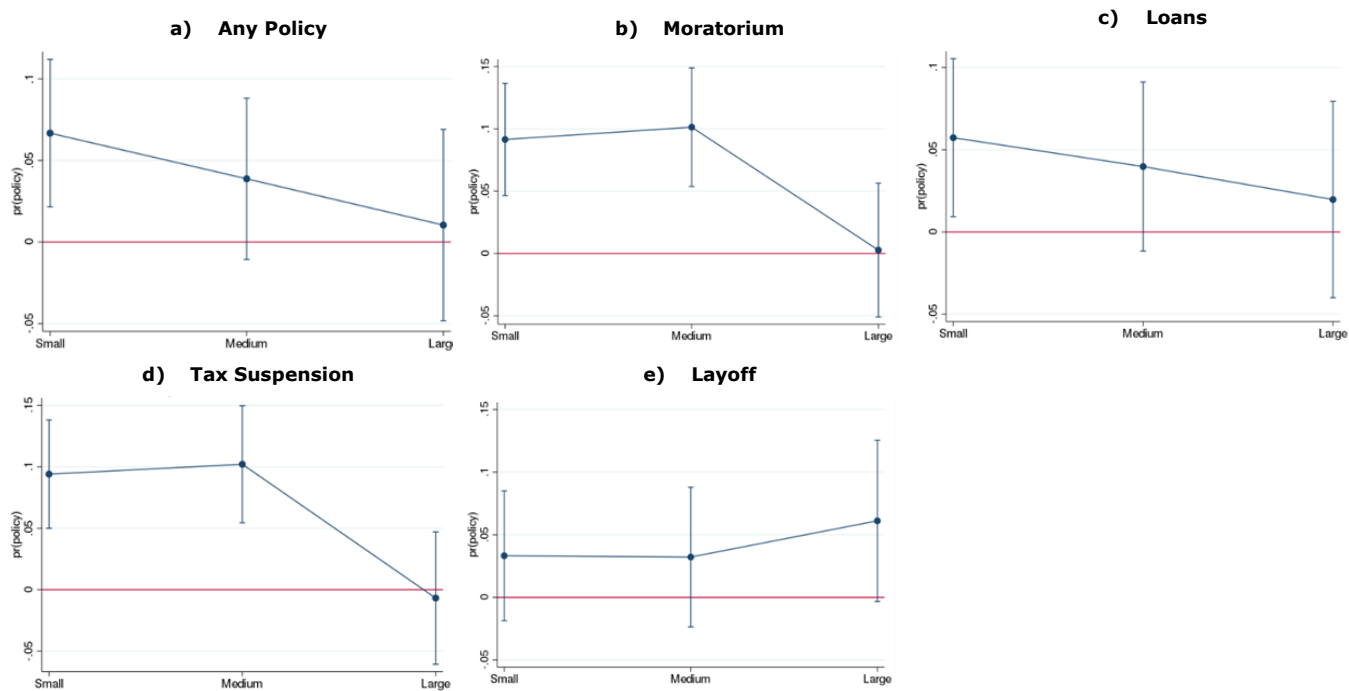 a) Any Policy
pr(policy)
.1
.05
0
-.05
Small Medium Large
b) Moratorium
pr(policy)
.15
.1
.05
0
-.05
Small Medium Large
c) Loans
pr(policy)
.1
.05
0
-.05
Small Medium Large
d) Tax Suspension
pr(policy)
.15
.1
.05
0
-.05
Small Medium Large
e) Layoff
pr(policy)
.15
.1
.05
0
-.05
Small Medium Large